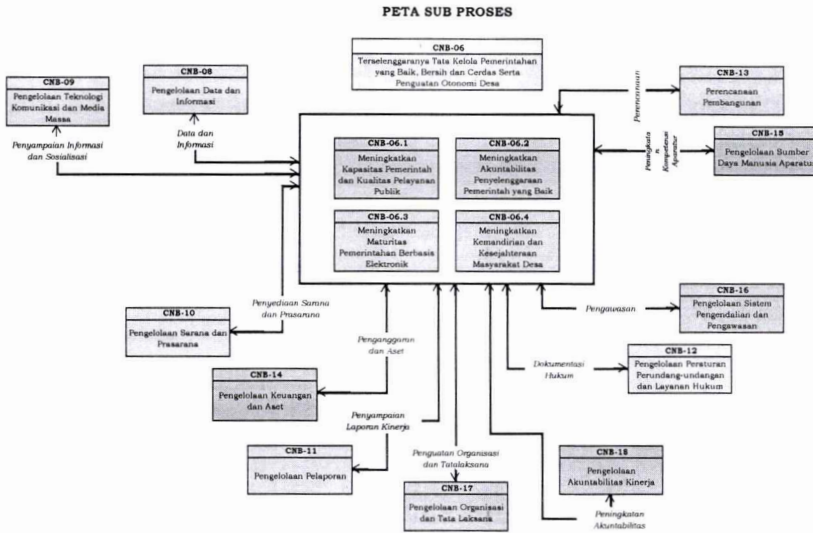 PETA SUB PROSES
CNB-06
Terselenggaranya Tata Kelola Pemerintahan
yang Baik, Bersih dan Cerdas Serta
Penguatan Otonomi Desa
CNB-09
Pengelolaan Teknologi
Komunikasi dan Media
Massa
CNB-08
Pengelolaan Data dan
Informasi
CNB-13
Perencanaan
Pembangunan
Perencanaan
Penyampaian Informasi
dan Sosialisasi
Data dan
Informasi
CNB-15
Pengelolaan Sumber
Daya Manusia Aparatur
Peningkata
n
Kompetensi
Aparatur
CNB-06.1
Meningkatkan
Kapasitas Pemerintah
dan Kualitas Pelayanan
Publik
CNB-06.2
Meningkatkan
Akuntabilitas
Penyelenggaraan
Pemerintah yang Baik
CNB-06.3
Meningkatkan
Maturitas
Pemerintahan Berbasis
Elektronik
CNB-06.4
Meningkatkan
Kemandirian dan
Kesejahteraan
Masyarakat Desa
CNB-16
Pengelolaan Sistem
Pengendalian dan
Pengawasan
Pengawasan
Penyediaan Sarana
dan Prasarana
CNB-10
Pengelolaan Sarana dan
Prasarana
Penganggaran
dan Aset
CNB-14
Pengelolaan Keuangan
dan Aset
Dokumentasi
Hukum
CNB-12
Pengelolaan Peraturan
Perundang-undangan
dan Layanan Hukum
Penyampaian
Laporan Kinerja
CNB-11
Pengelolaan Pelaporan
Penguatan Organisasi
dan Tatalaksana
CNB-17
Pengelolaan Organisasi
dan Tata Laksana
CNB-18
Pengelolaan
Akuntabilitas Kinerja
Peningkatan
Akuntabilitas